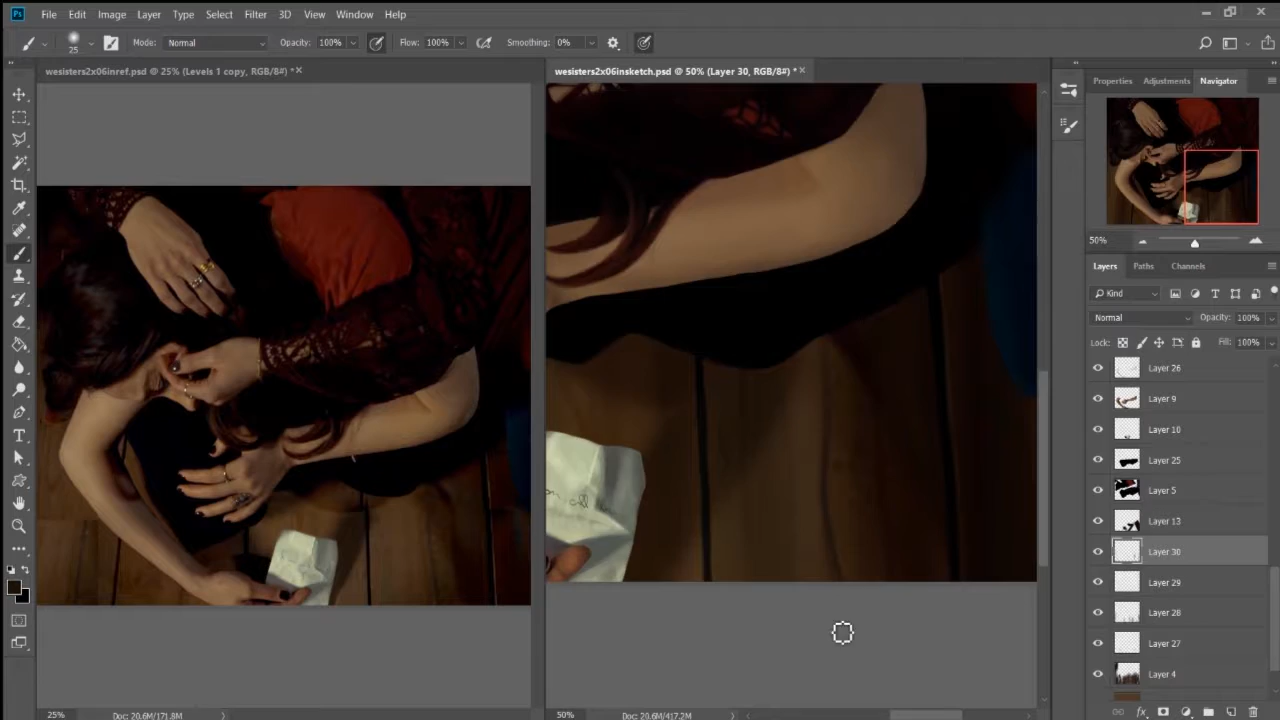 Ps File Edit Image Layer Type Select Filter 3D View Window Help
25 Mode: Normal Opacity: 100% Flow: 100% Smoothing: 0%
wesisters2x06inref.psd @ 25% (Levels 1 copy, RGB/8#) * wesisters2x06insketch.psd @ 50% (Layer 30, RGB/8#) *
Properties Adjustments Navigator
50%
Layers Paths Channels
Kind
Normal Opacity: 100%
Lock: Fill: 100%
Layer 26
Layer 9
Layer 10
Layer 25
Layer 5
Layer 13
Layer 30
Layer 29
Layer 28
Layer 27
Layer 4
fx
25% Doc: 20.6M/171.8M 50% Doc: 20.6M/417.2M